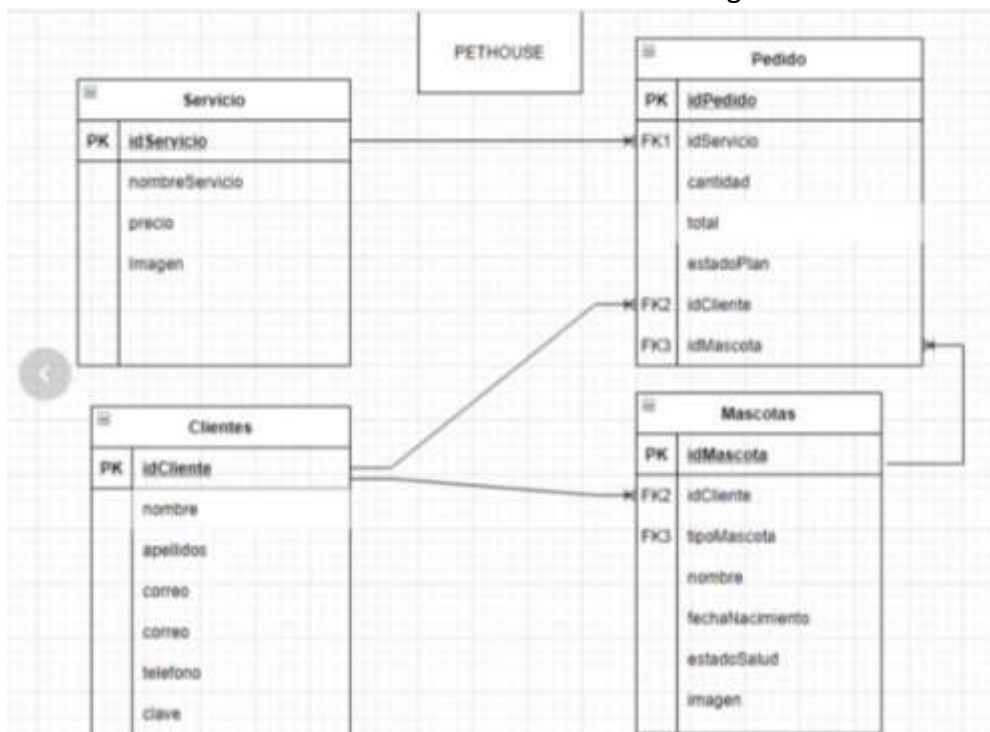 PETHOUSE
Servicio
PK idServicio
nombreServicio
precio
Imagen
Pedido
PK idPedido
FK1 idServicio
cantidad
total
estadoPlan
FK2 idCliente
FK3 idMascota
Clientes
PK idCliente
nombre
apellidos
correo
correo
telefono
clave
Mascotas
PK idMascota
FK2 idCliente
FK3 tipoMascota
nombre
fechaNacimiento
estadoSalud
imagen